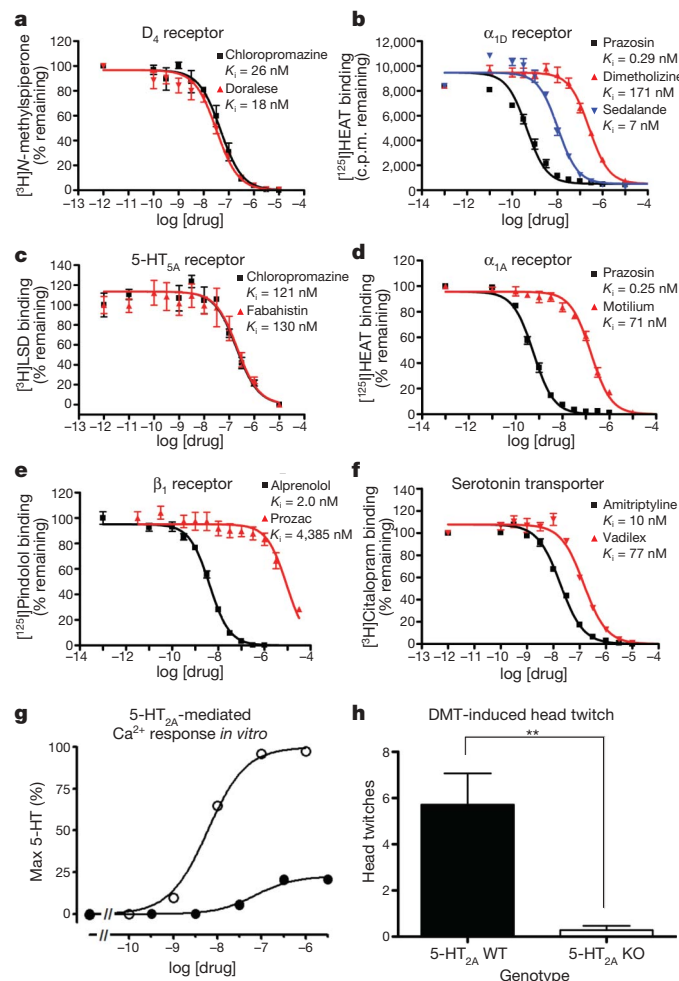 a
D4 receptor
[3H]N-methylspiperone
(% remaining)
120
100
80
60
40
20
0
Chloropromazine
Ki = 26 nM
Doralese
Ki = 18 nM
−13 −12 −11 −10 −9 −8 −7 −6 −5 −4
log [drug]
b
α1D receptor
[125I]HEAT binding
(c.p.m. remaining)
12,000
10,000
8,000
6,000
4,000
2,000
0
Prazosin
Ki = 0.29 nM
Dimetholizine
Ki = 171 nM
Sedalande
Ki = 7 nM
−14 −12 −10 −8 −6 −4
log [drug]
c
5-HT5A receptor
[3H]LSD binding
(% remaining)
140
120
100
80
60
40
20
0
Chloropromazine
Ki = 121 nM
Fabahistin
Ki = 130 nM
−13 −12 −11 −10 −9 −8 −7 −6 −5 −4
log [drug]
d
α1A receptor
[125I]HEAT binding
(% remaining)
120
100
80
60
40
20
0
Prazosin
Ki = 0.25 nM
Motilium
Ki = 71 nM
−14 −12 −10 −8 −6 −4
log [drug]
e
β1 receptor
[125I]Pindolol binding
(% remaining)
120
100
80
60
40
20
0
Alprenolol
Ki = 2.0 nM
Prozac
Ki = 4,385 nM
−14 −12 −10 −8 −6 −4
log [drug]
f
Serotonin transporter
[3H]Citalopram binding
(% remaining)
140
120
100
80
60
40
20
0
Amitriptyline
Ki = 10 nM
Vadilex
Ki = 77 nM
−13 −12 −11 −10 −9 −8 −7 −6 −5 −4
log [drug]
g
5-HT2A-mediated
Ca2+ response in vitro
Max 5-HT (%)
100
75
50
25
0
−10 −9 −8 −7 −6
log [drug]
h
DMT-induced head twitch
**
Head twitches
8
6
4
2
0
5-HT2A WT 5-HT2A KO
Genotype